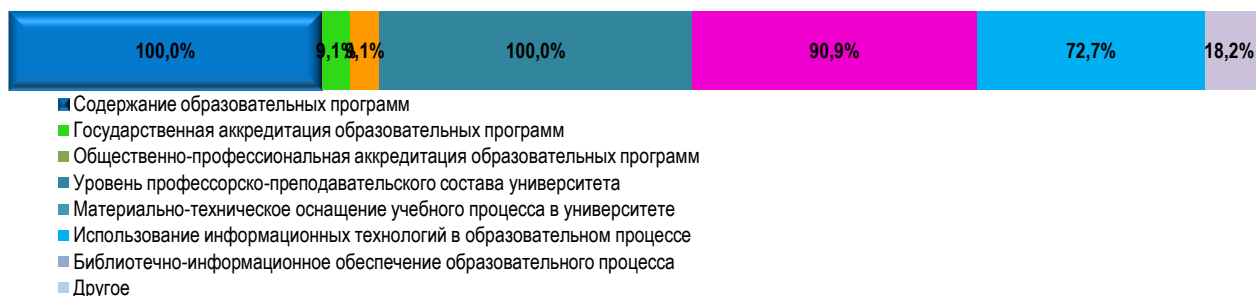 100,0% 9,1% 9,1% 100,0% 90,9% 72,7% 18,2%
Содержание образовательных программ
Государственная аккредитация образовательных программ
Общественно-профессиональная аккредитация образовательных программ
Уровень профессорско-преподавательского состава университета
Материально-техническое оснащение учебного процесса в университете
Использование информационных технологий в образовательном процессе
Библиотечно-информационное обеспечение образовательного процесса
Другое